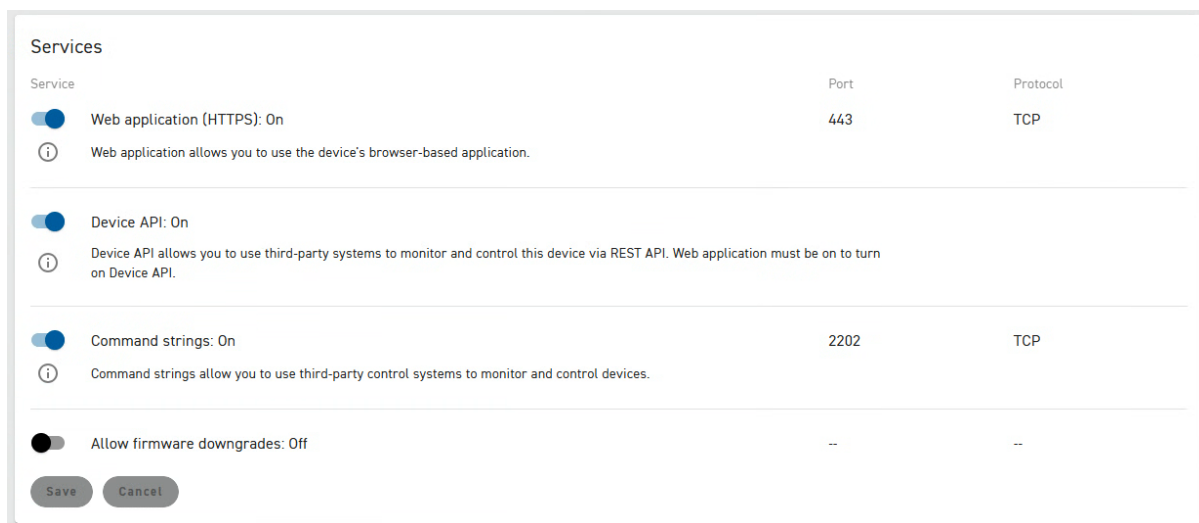 Services
Service Port Protocol
Web application (HTTPS): On 443 TCP
Web application allows you to use the device's browser-based application.
Device API: On
Device API allows you to use third-party systems to monitor and control this device via REST API. Web application must be on to turn
on Device API.
Command strings: On 2202 TCP
Command strings allow you to use third-party control systems to monitor and control devices.
Allow firmware downgrades: Off -- --
Save Cancel